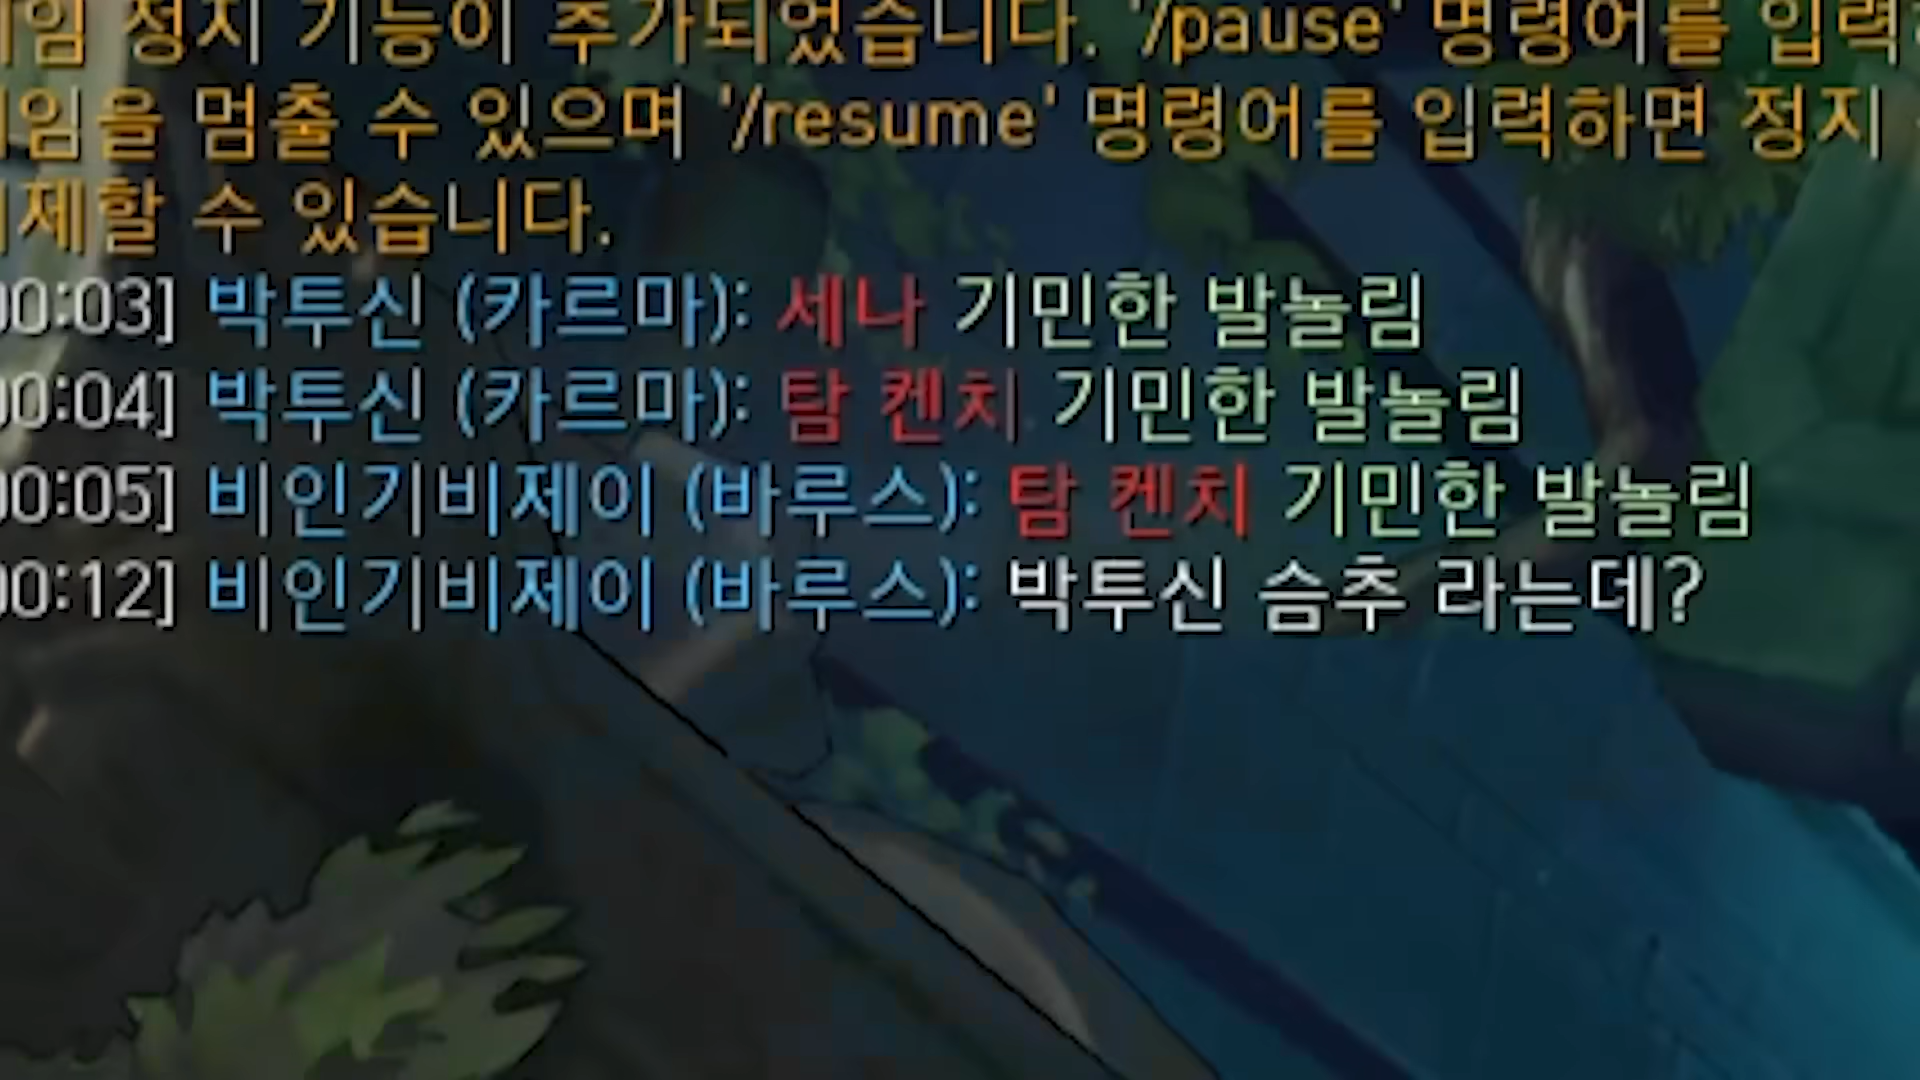 임 정지 기능이 추가되었습니다. '/pause' 명령어를 입력
임을 멈출 수 있으며 '/resume' 명령어를 입력하면 정지
제할 수 있습니다.
00:03] 박투신 (카르마): 세나 기민한 발놀림
00:04] 박투신 (카르마): 탐 켄치 기민한 발놀림
00:05] 비인기비제이 (바루스): 탐 켄치 기민한 발놀림
00:12] 비인기비제이 (바루스): 박투신 슴추 라는데?